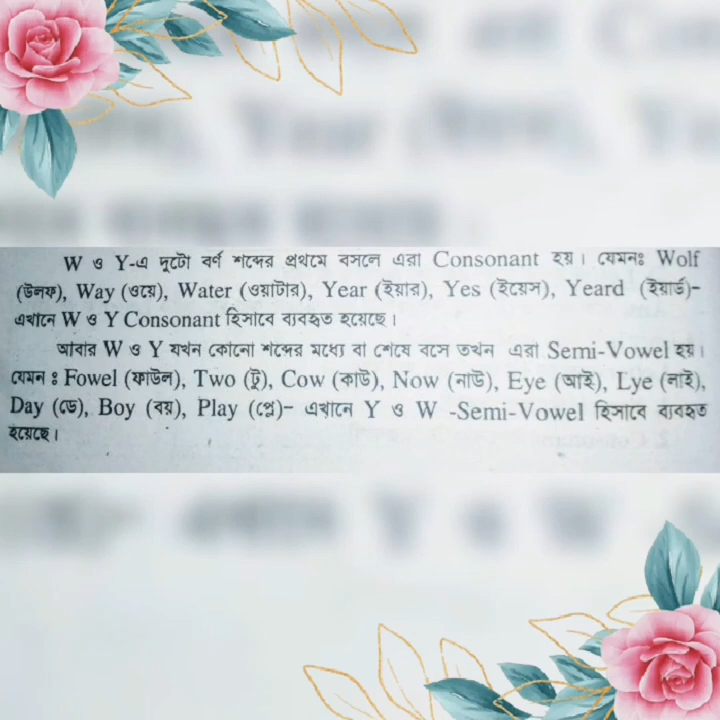 W ও Y-এ দুটো বর্ণ শব্দের প্রথমে বসলে এরা Consonant হয়। যেমনঃ Wolf
(উলফ), Way (ওয়ে), Water (ওয়াটার), Year (ইয়ার), Yes (ইয়েস), Yeard (ইয়ার্ড)-
এখানে W ও Y Consonant হিসাবে ব্যবহৃত হয়েছে।
আবার W ও Y যখন কোনো শব্দের মধ্যে বা শেষে বসে তখন এরা Semi-Vowel হয়।
যেমন ঃ Fowel (ফাউল), Two (টু), Cow (কাউ), Now (নাউ), Eye (আই), Lye (লাই),
Day (ডে), Boy (বয়), Play (প্লে)- এখানে Y ও W -Semi-Vowel হিসাবে ব্যবহৃত
হয়েছে।